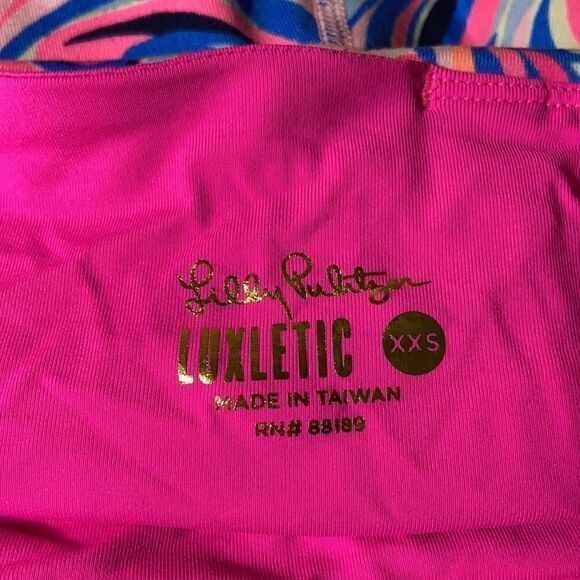 Lilly Pulitzer
LUXLETIC XXS
MADE IN TAIWAN
RN# 88189